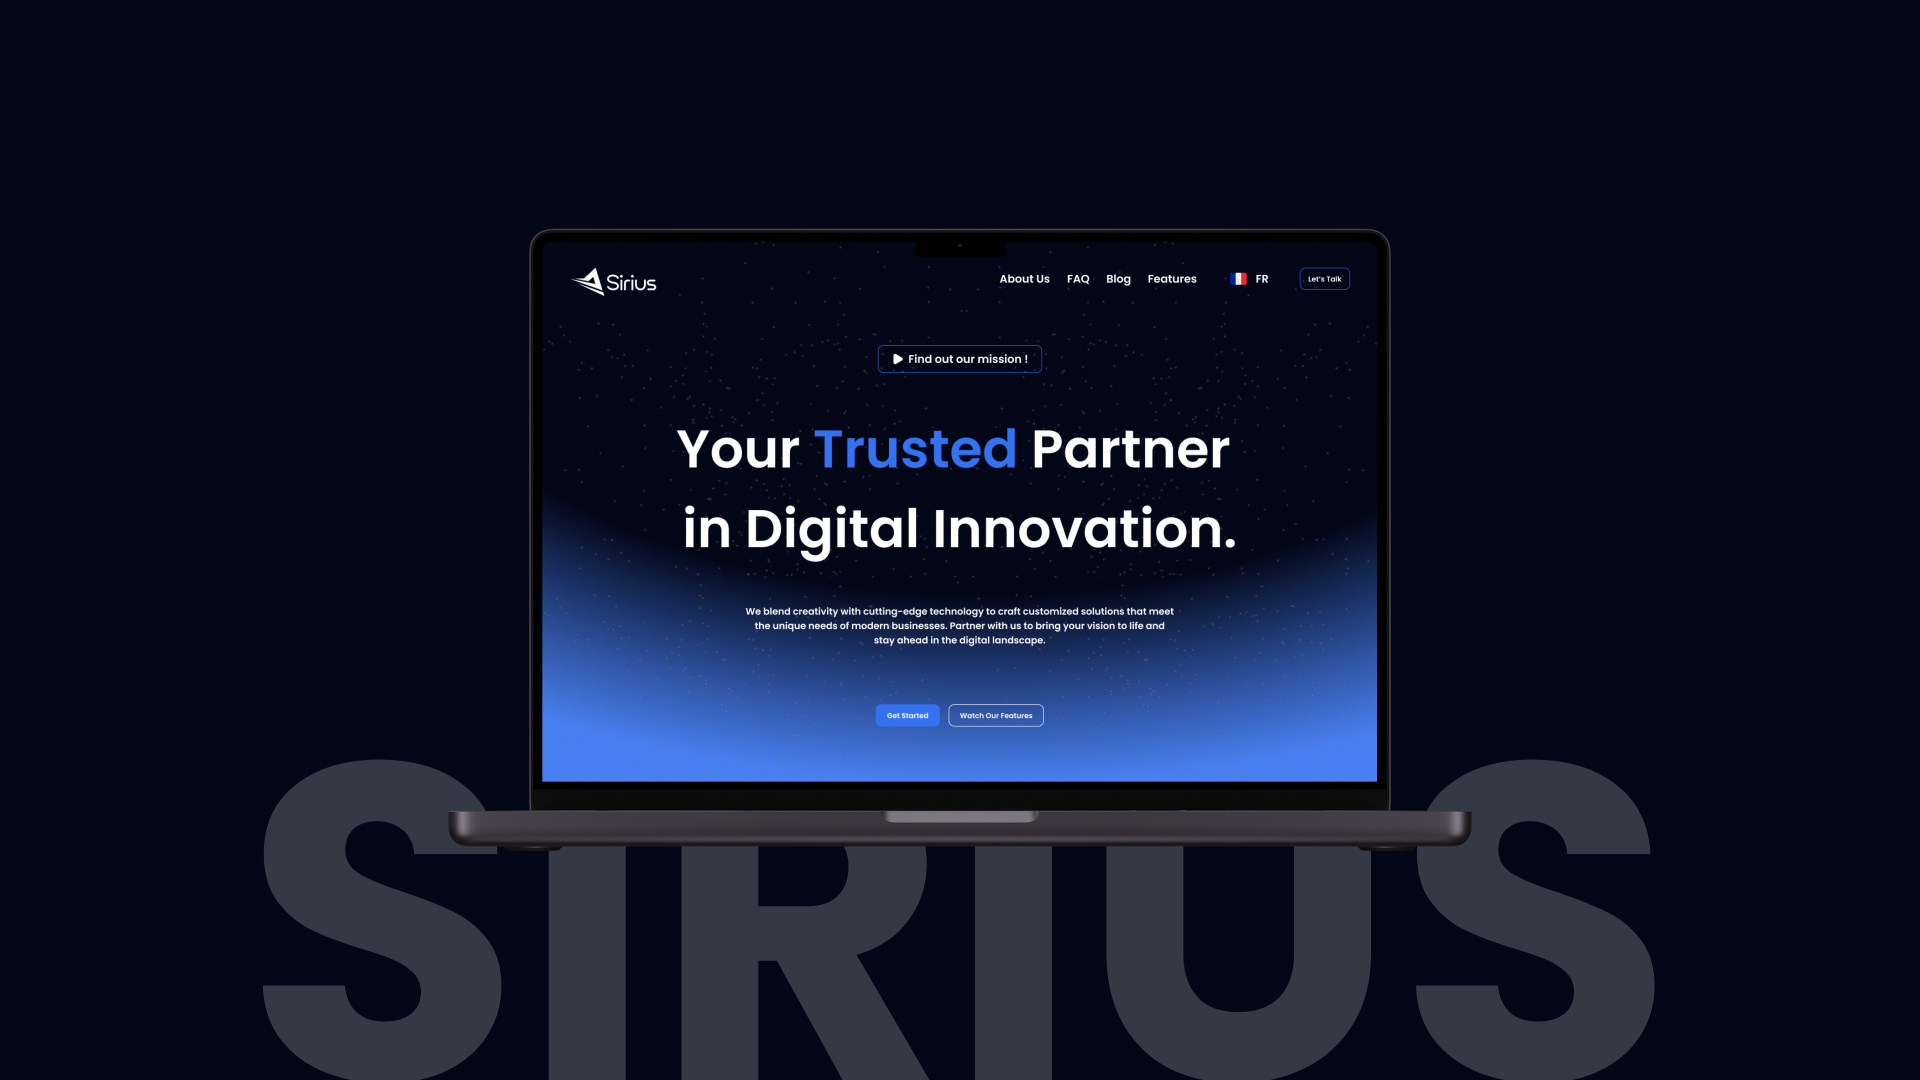 Sirius
About Us FAQ Blog Features FR Let's Talk
Find out our mission !
Your Trusted Partner
in Digital Innovation.
We blend creativity with cutting-edge technology to craft customized solutions that meet
the unique needs of modern businesses. Partner with us to bring your vision to life and
stay ahead in the digital landscape.
Get Started Watch Our Features
SIRIUS